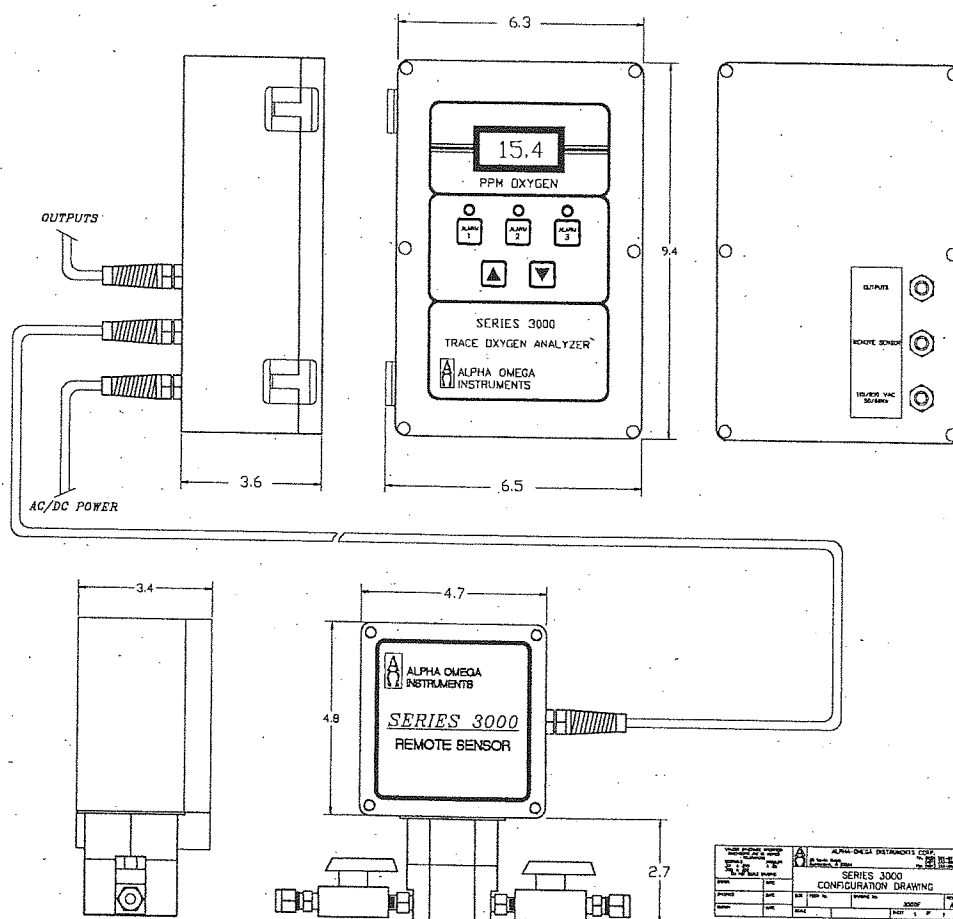 6.3
15.4
PPM OXYGEN
OUTPUTS
ALARM 1
ALARM 2
ALARM 3
9.4
OUTPUTS
SERIES 3000
TRACE OXYGEN ANALYZER
REMOTE SENSOR
ALPHA OMEGA
INSTRUMENTS
3.6
6.5
AC/DC POWER
3.4
4.7
ALPHA OMEGA
INSTRUMENTS
4.8
SERIES 3000
REMOTE SENSOR
2.7
ALPHA-OMEGA INSTRUMENTS CORP.
SERIES 3000
CONFIGURATION DRAWING